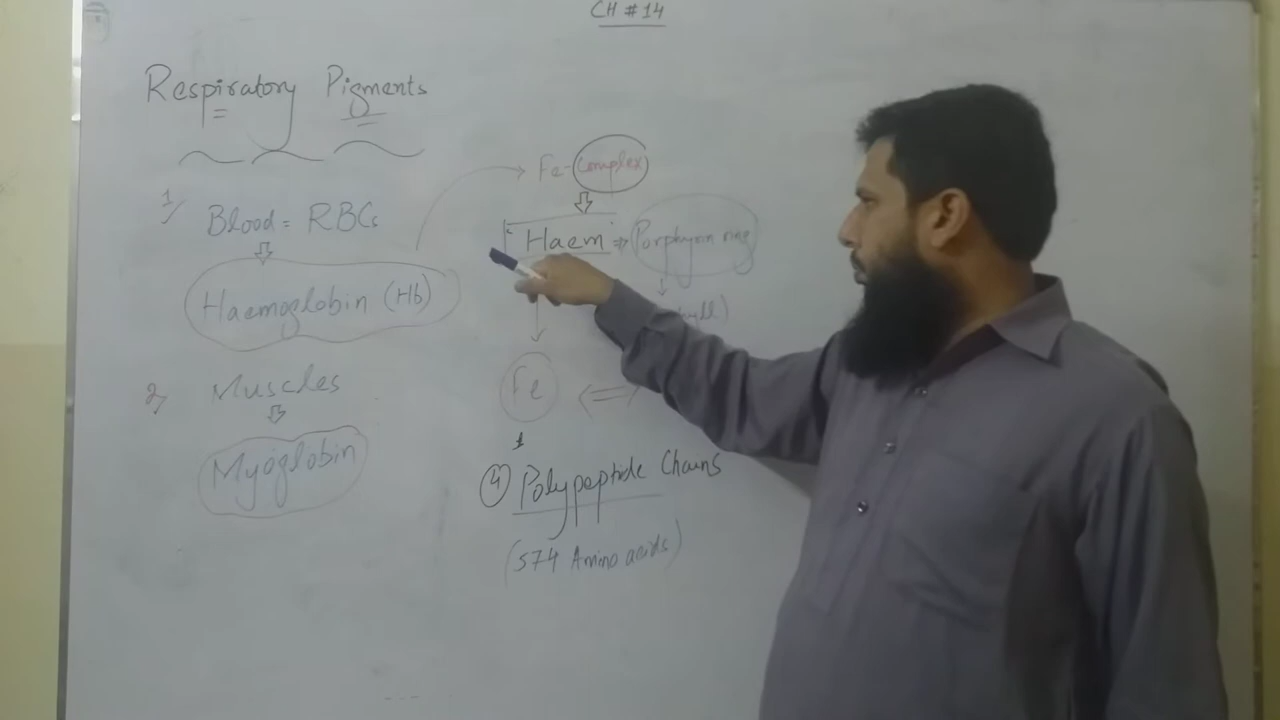 CH # 14
Respiratory Pigments
1, Blood = RBCs
Haemoglobin (Hb)
2, Muscles
Myoglobin
Fe-Complex
Haem ⇒ Porphyrin ring
Fe
4 Polypeptide Chains
(574 Amino acids)